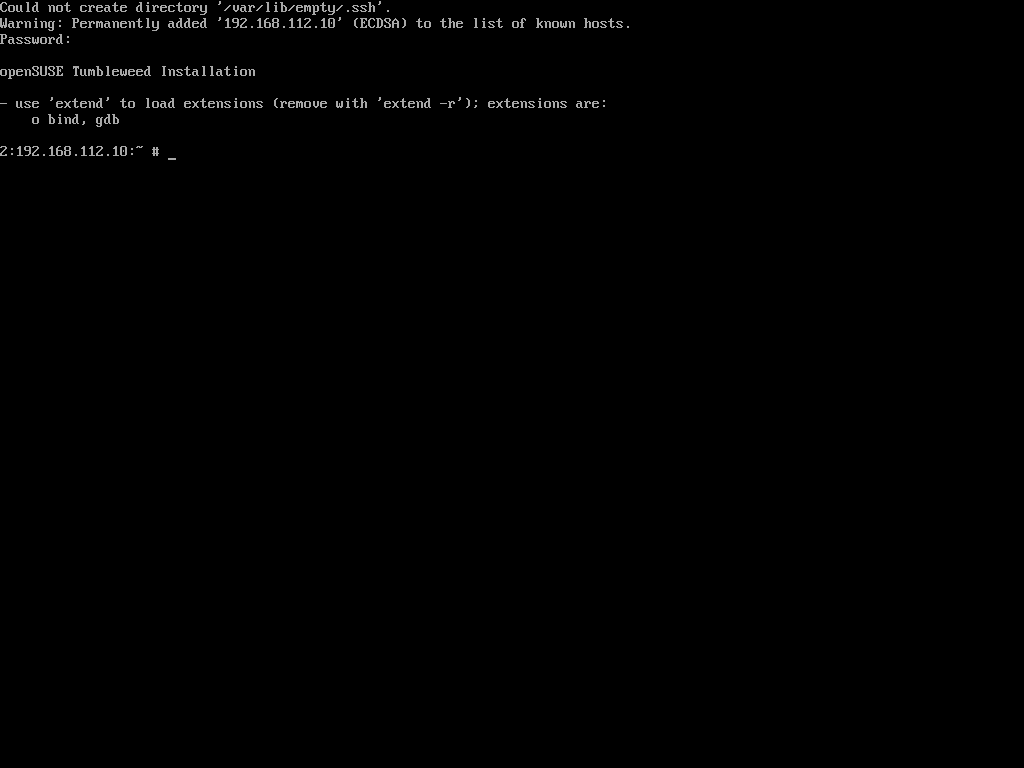 Could not create directory '/var/lib/empty/.ssh'.
Warning: Permanently added '192.168.112.10' (ECDSA) to the list of known hosts.
Password:
openSUSE Tumbleweed Installation
- use 'extend' to load extensions (remove with 'extend -r'); extensions are:
o bind, gdb
2:192.168.112.10:~ # _